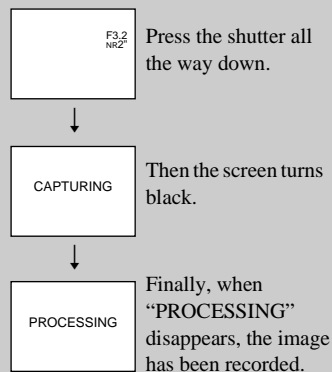 F3.2
NR2"
Press the shutter all
the way down.
CAPTURING
Then the screen turns
black.
PROCESSING
Finally, when
“PROCESSING”
disappears, the image
has been recorded.